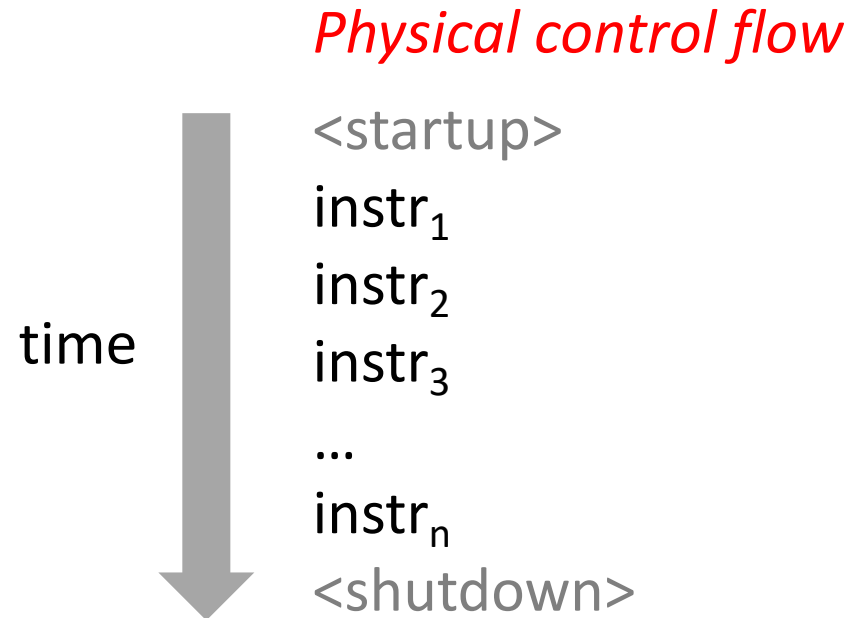 Physical control flow
<startup>
instr₁
instr₂
time
instr₃
...
instrₙ
<shutdown>